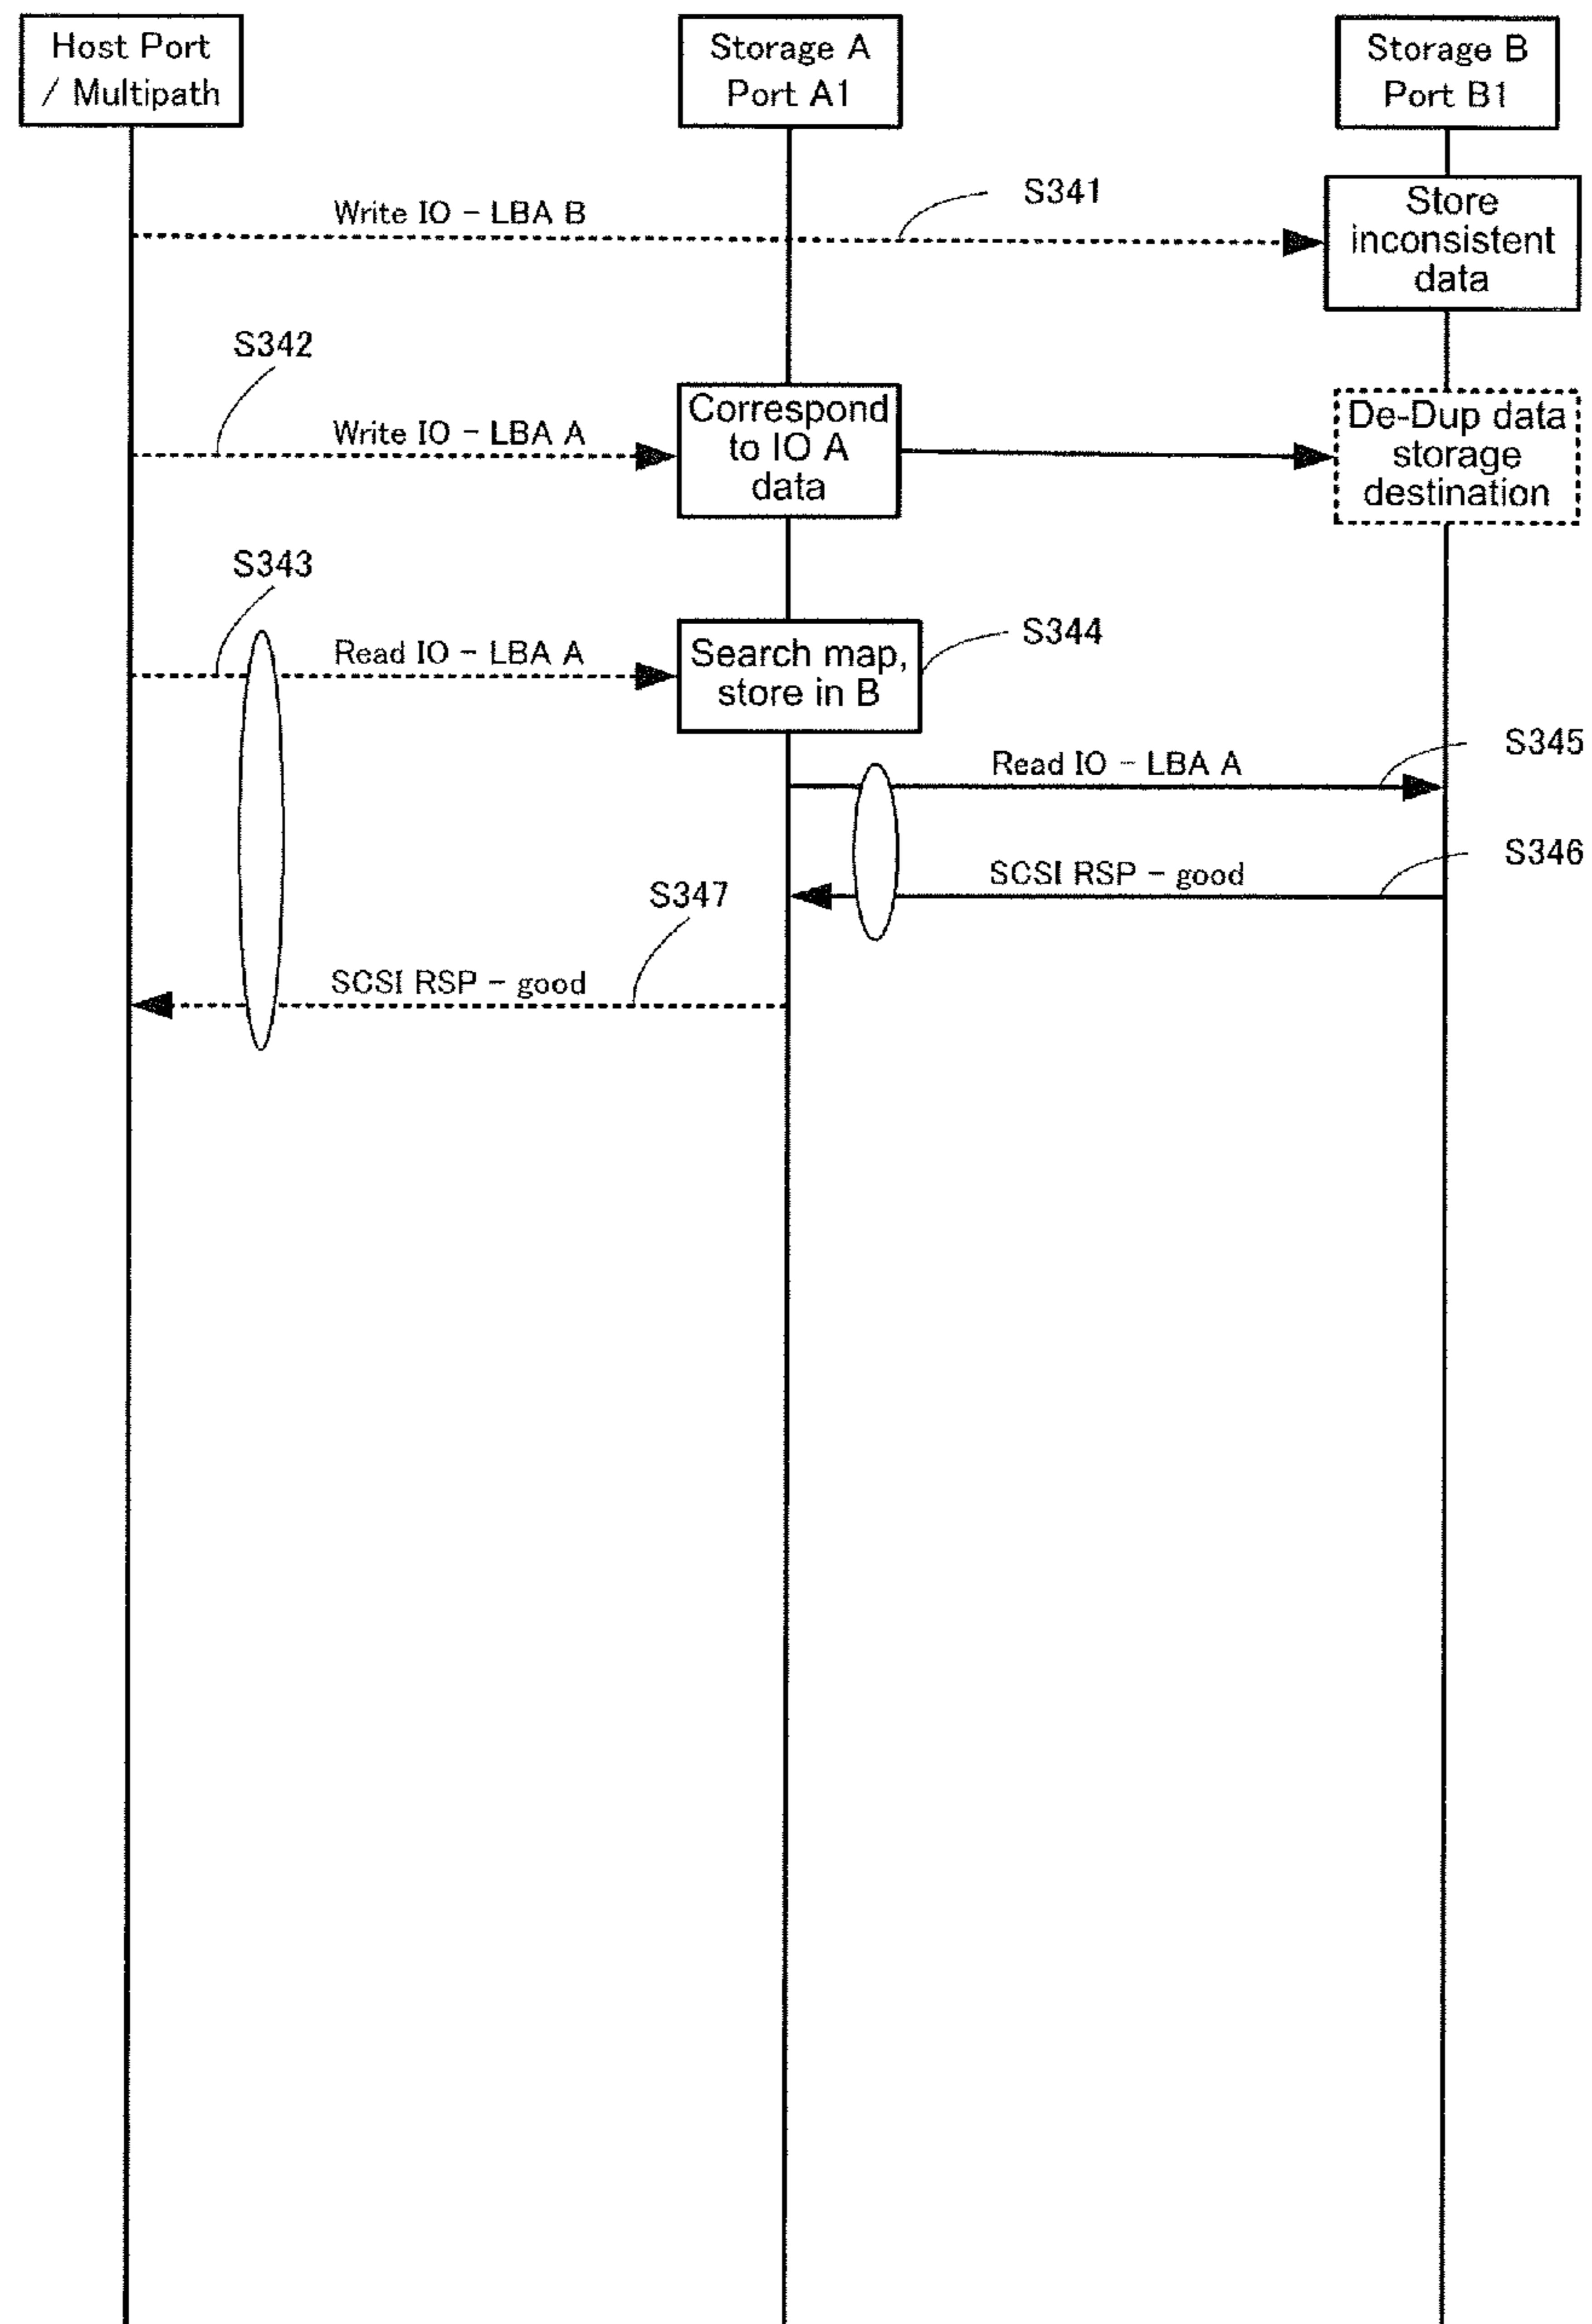 Host Port
/ Multipath
Storage A
Port A1
Storage B
Port B1
Write IO - LBA B
S341
Store
inconsistent
data
S342
Write IO - LBA A
Correspond
to IO A
data
De-Dup data
storage
destination
S343
Read IO - LBA A
Search map,
store in B
S344
Read IO - LBA A
S345
SCSI RSP - good
S346
S347
SCSI RSP - good